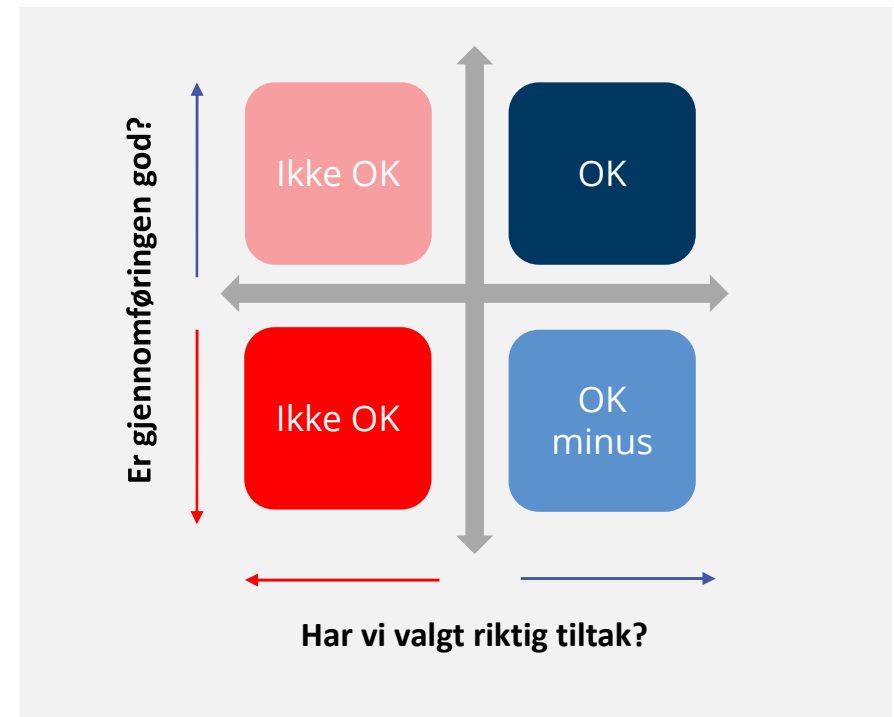 Er gjennomføringen god?
Ikke OK
OK
Ikke OK
OK
minus
Har vi valgt riktig tiltak?